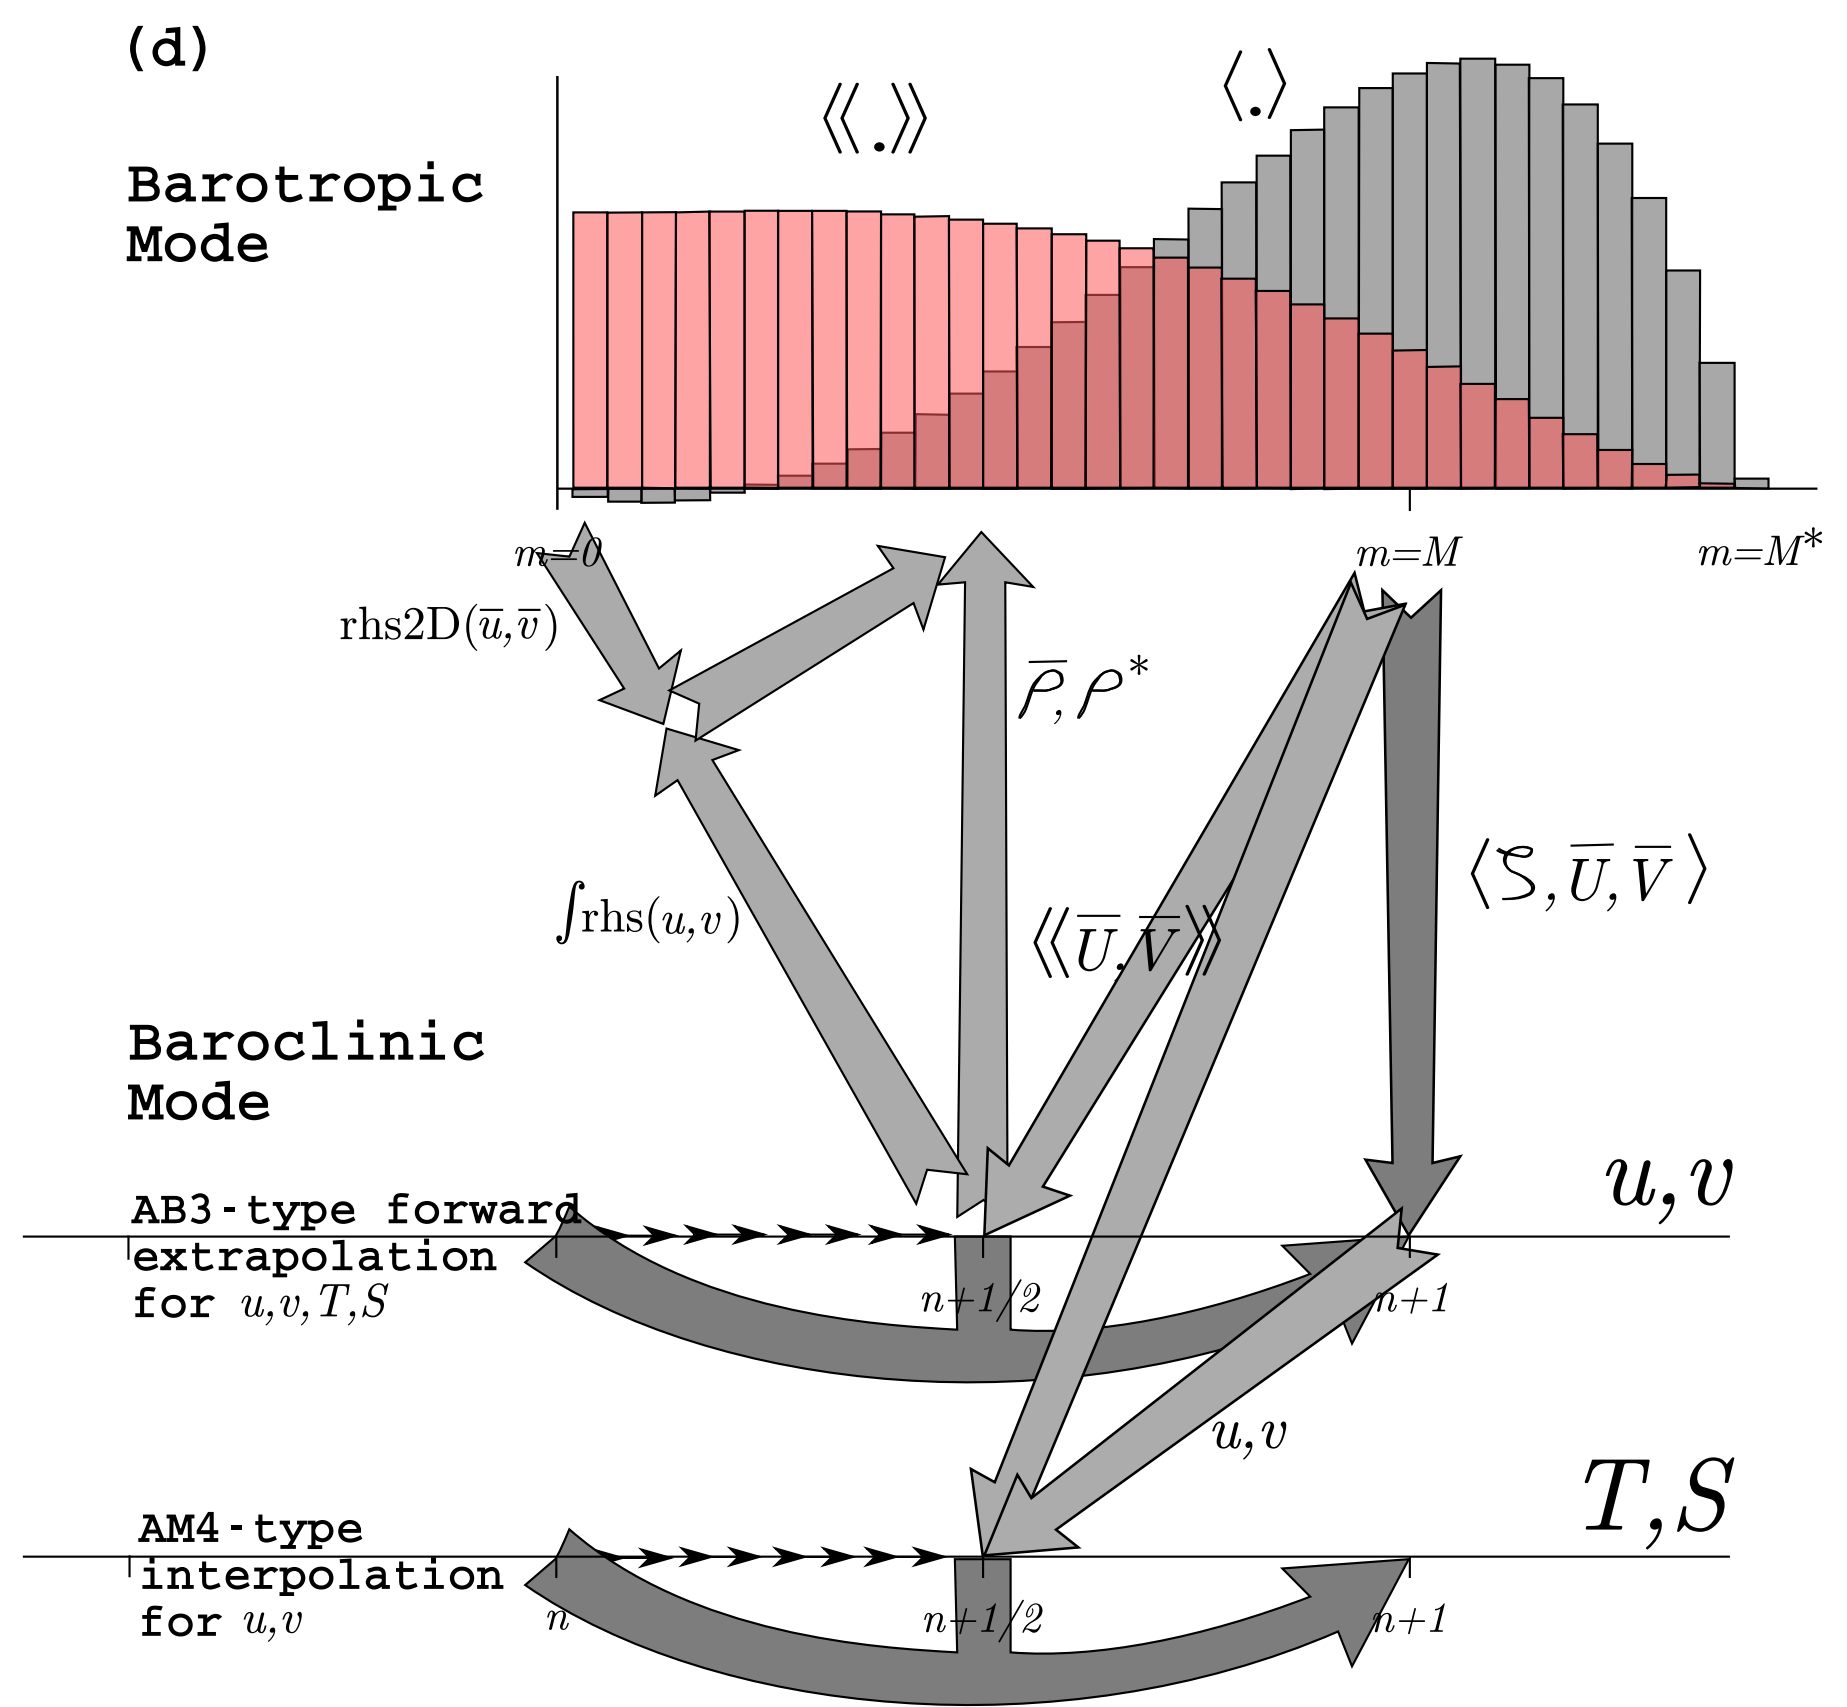 (d)
⟨⟨.⟩⟩
⟨.⟩
Barotropic
Mode
m=0
m=M
m=M*
rhs2D(u̅,v̅)
ρ̅,ρ*
∫rhs(u,v)
⟨⟨U̅,V̅⟩⟩
⟨ζ,U̅,V̅⟩
Baroclinic
Mode
u,v
AB3-type forward
extrapolation
for u,v,T,S
n+1/2
n+1
u,v
T,S
AM4-type
interpolation
for u,v
n
n+1/2
n+1